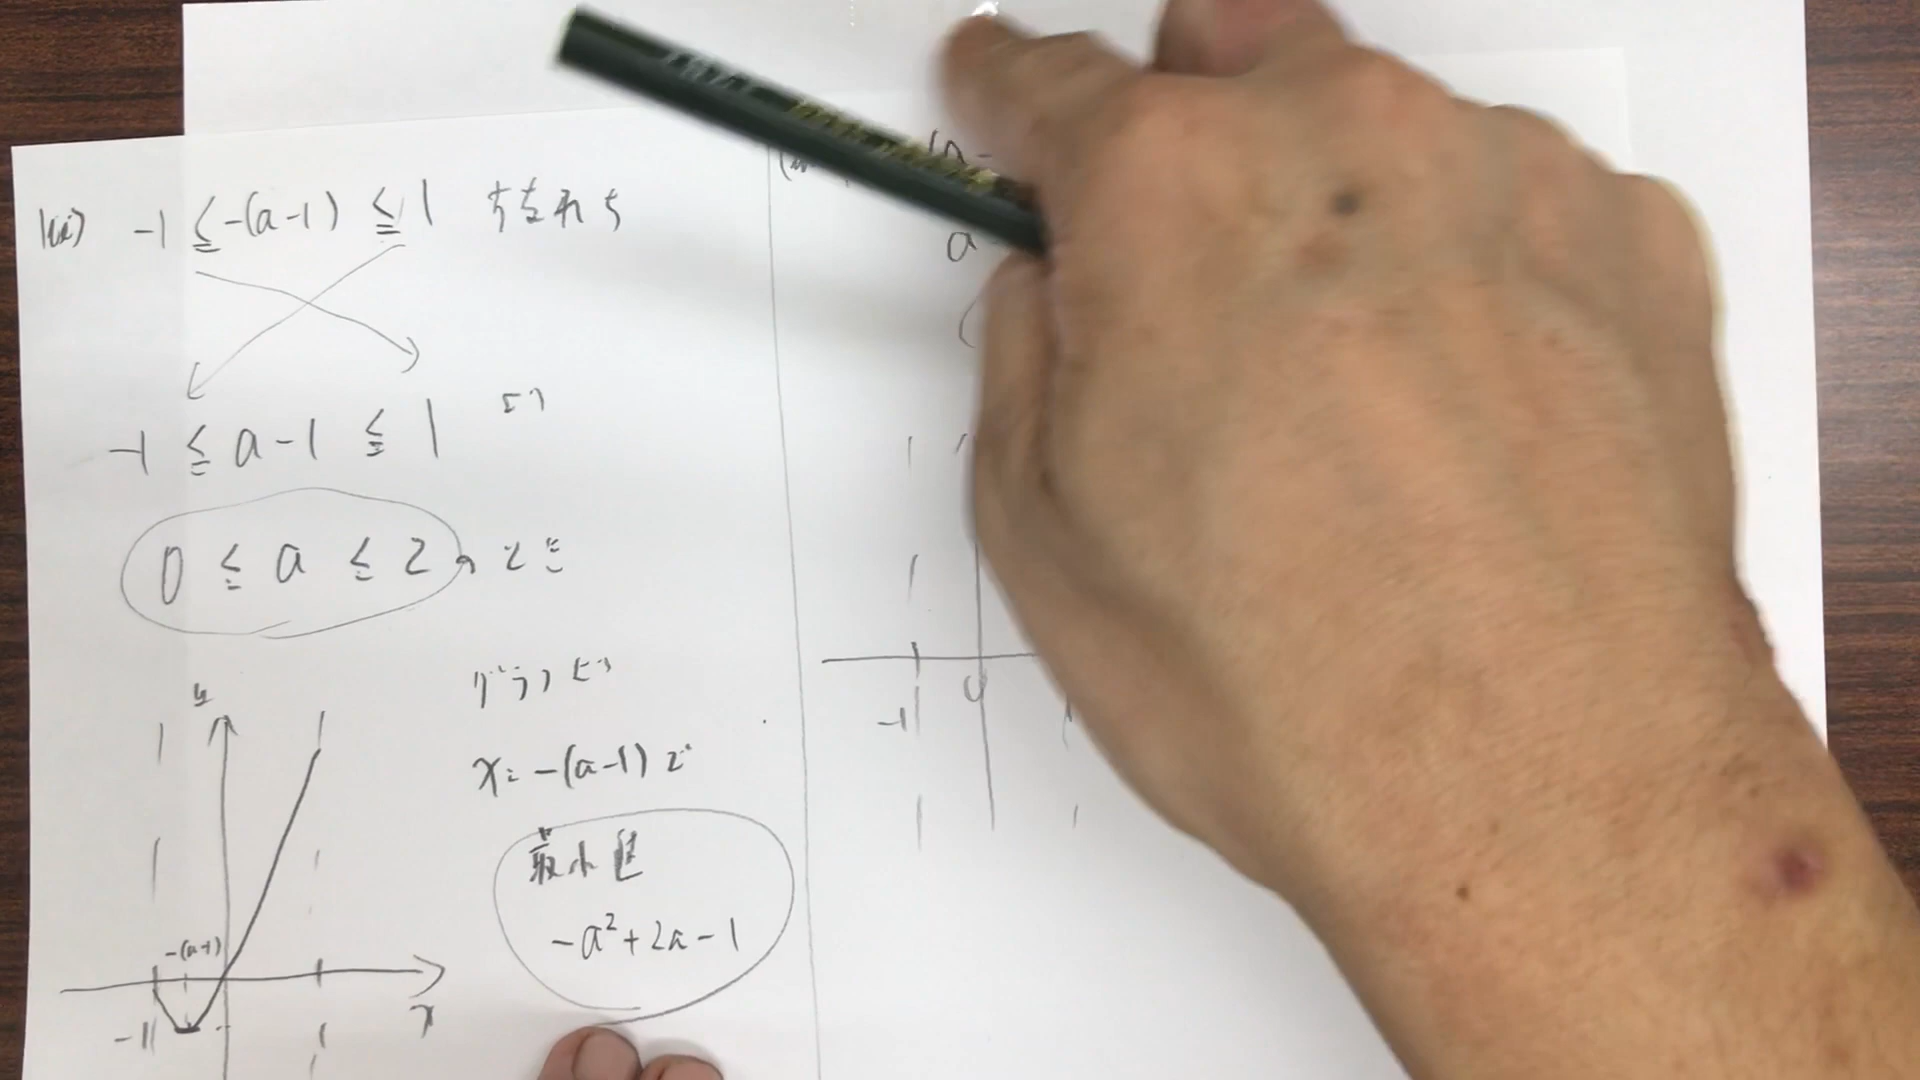 (ii) -1 ≦ -(a-1) ≦ 1 すなわち
-1 ≦ a-1 ≦ 1 より
0 ≦ a ≦ 2 のとき
グラフより
x = -(a-1) で
最小値
-a²+2a-1
y
-(a-1)
-1
1
x
a
0
-1